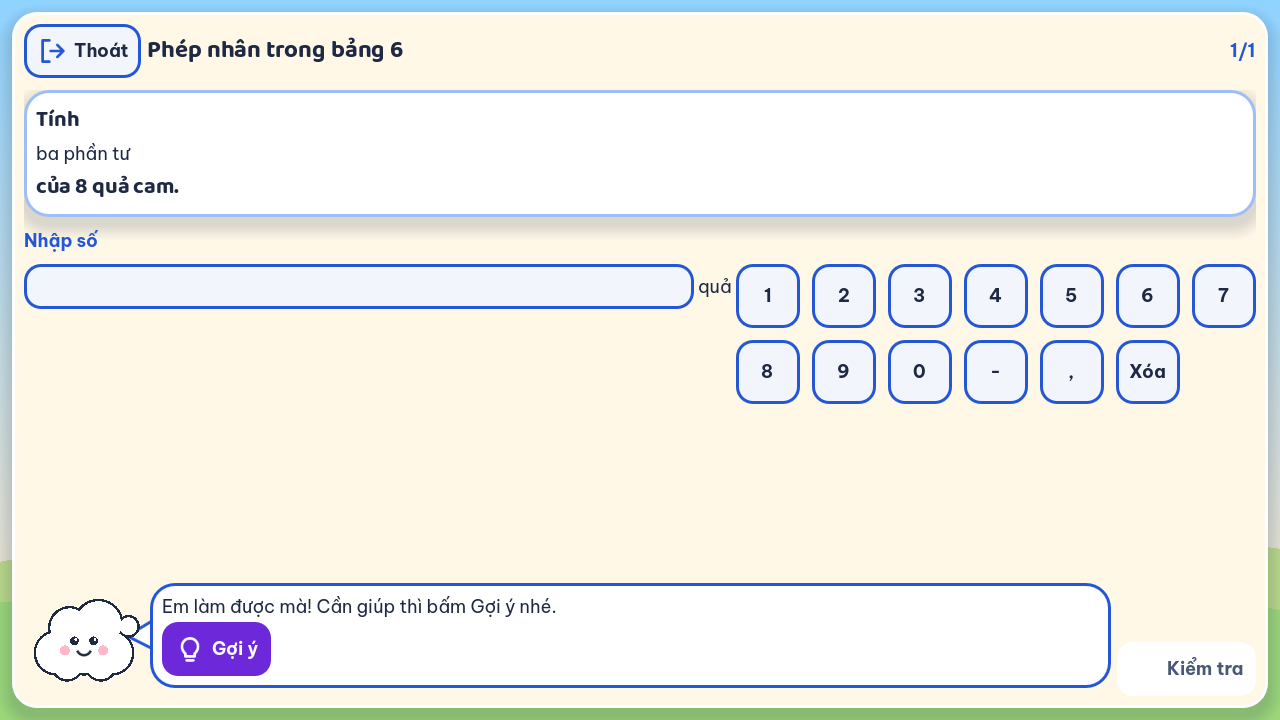 Thoát
Phép nhân trong bảng 6
1/1
Tính
ba phần tư
của 8 quả cam.
Nhập số
quả
1 2 3 4 5 6 7
8 9 0 - , Xóa
Em làm được mà! Cần giúp thì bấm Gợi ý nhé.
Gợi ý
Kiểm tra